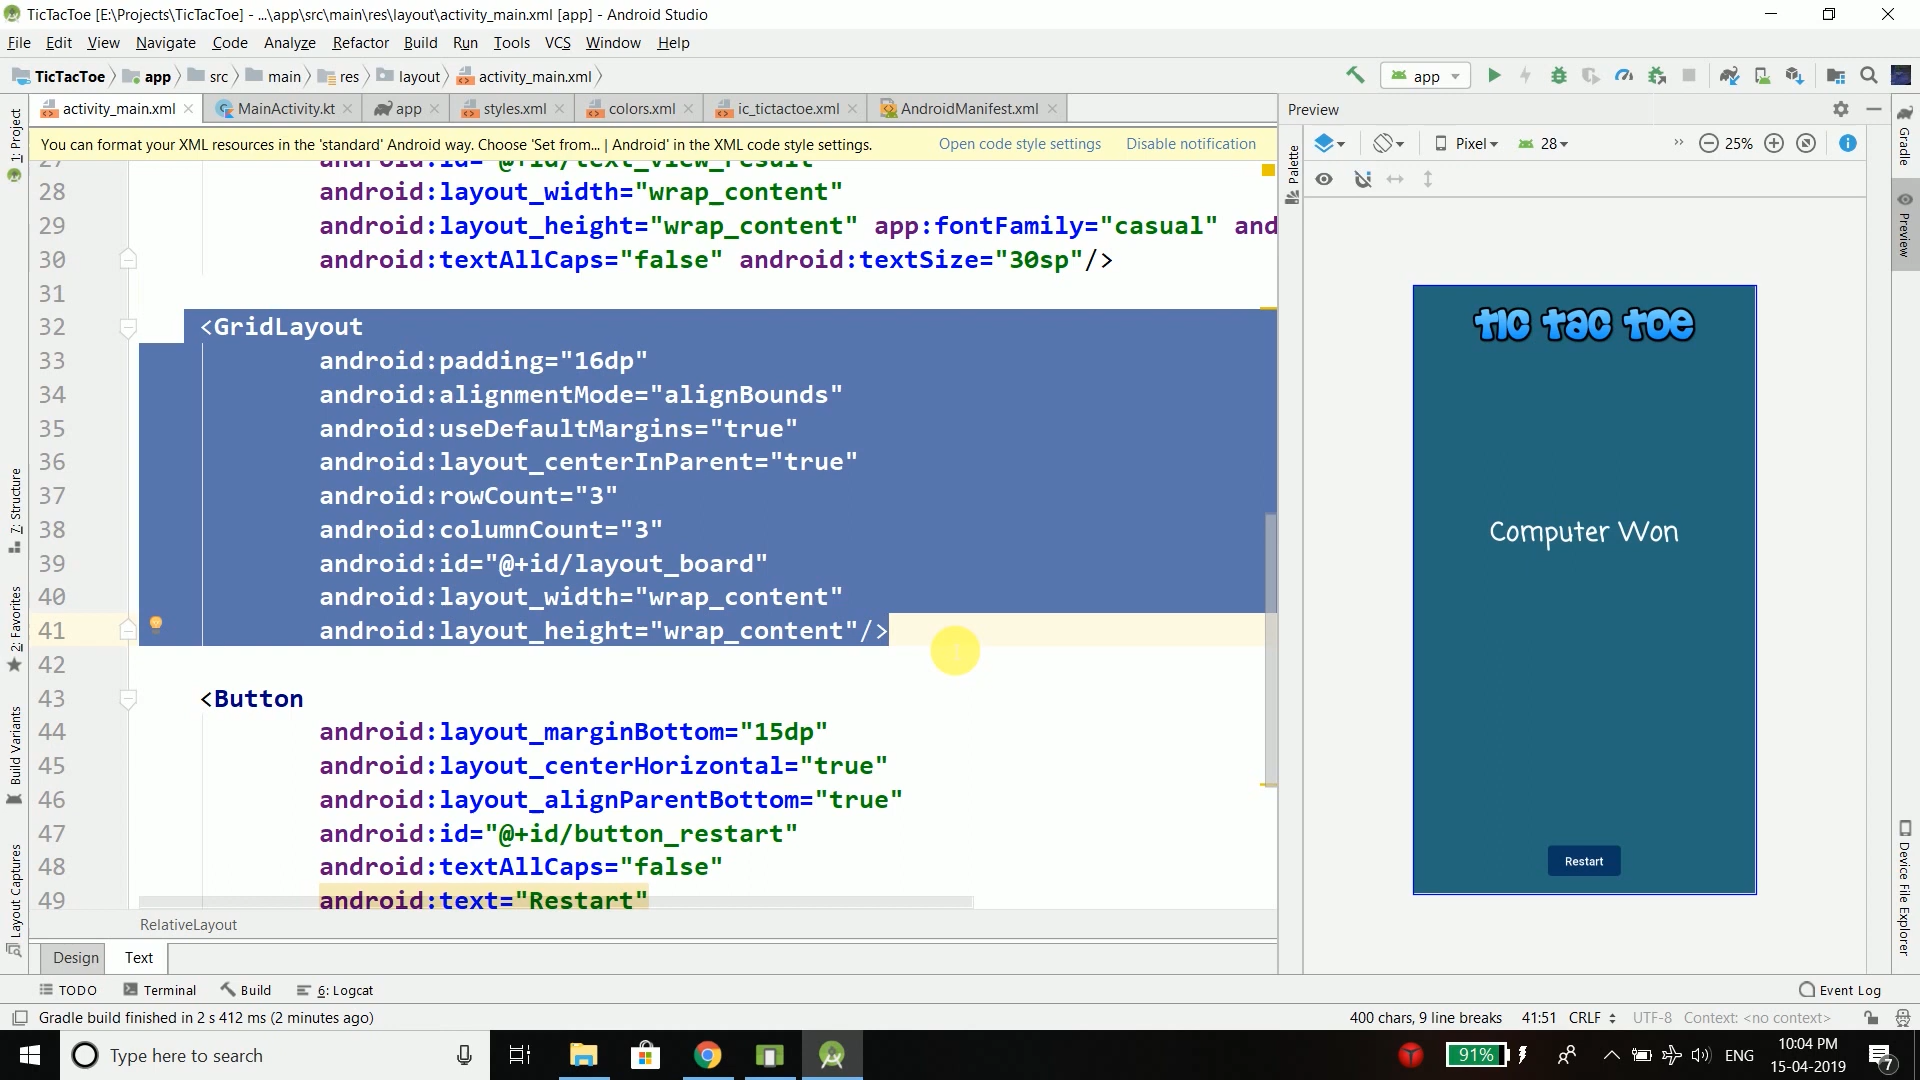 TicTacToe [E:\Projects\TicTacToe] - ...\app\src\main\res\layout\activity_main.xml [app] - Android Studio
File Edit View Navigate Code Analyze Refactor Build Run Tools VCS Window Help
TicTacToe app src main res layout activity_main.xml app
activity_main.xml MainActivity.kt app styles.xml colors.xml ic_tictactoe.xml AndroidManifest.xml Preview
You can format your XML resources in the 'standard' Android way. Choose 'Set from... | Android' in the XML code style settings. Open code style settings Disable notification
Pixel 28 25%
27 android:id="@+id/text_view_result"
28 android:layout_width="wrap_content"
29 android:layout_height="wrap_content" app:fontFamily="casual" and
30 android:textAllCaps="false" android:textSize="30sp"/>
31
32 <GridLayout
33 android:padding="16dp"
34 android:alignmentMode="alignBounds"
35 android:useDefaultMargins="true"
36 android:layout_centerInParent="true"
37 android:rowCount="3"
38 android:columnCount="3"
39 android:id="@+id/layout_board"
40 android:layout_width="wrap_content"
41 android:layout_height="wrap_content"/>
42
43 <Button
44 android:layout_marginBottom="15dp"
45 android:layout_centerHorizontal="true"
46 android:layout_alignParentBottom="true"
47 android:id="@+id/button_restart"
48 android:textAllCaps="false"
49 android:text="Restart"
RelativeLayout
Design Text
1: Project
7: Structure
2: Favorites
Build Variants
Layout Captures
Palette
tic tac toe
Computer Won
Restart
Gradle
Preview
Device File Explorer
TODO Terminal Build 6: Logcat Event Log
Gradle build finished in 2 s 412 ms (2 minutes ago) 400 chars, 9 line breaks 41:51 CRLF UTF-8 Context: <no context>
Type here to search 91% ENG 10:04 PM
15-04-2019 7